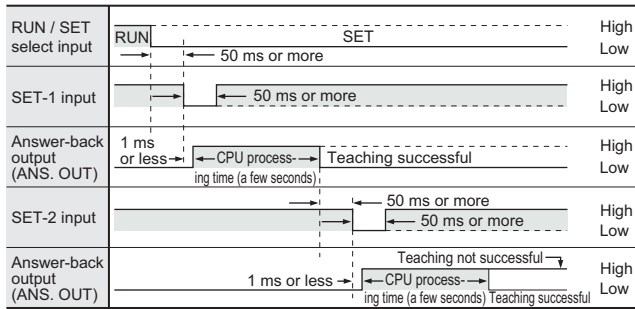 RUN / SET
select input
RUN
SET
High
Low
50 ms or more
SET-1 input
50 ms or more
High
Low
Answer-back
output
(ANS. OUT)
1 ms
or less
CPU process-
ing time (a few seconds)
Teaching successful
High
Low
SET-2 input
50 ms or more
50 ms or more
High
Low
Answer-back
output
(ANS. OUT)
1 ms or less
CPU process-
ing time (a few seconds)
Teaching not successful
Teaching successful
High
Low